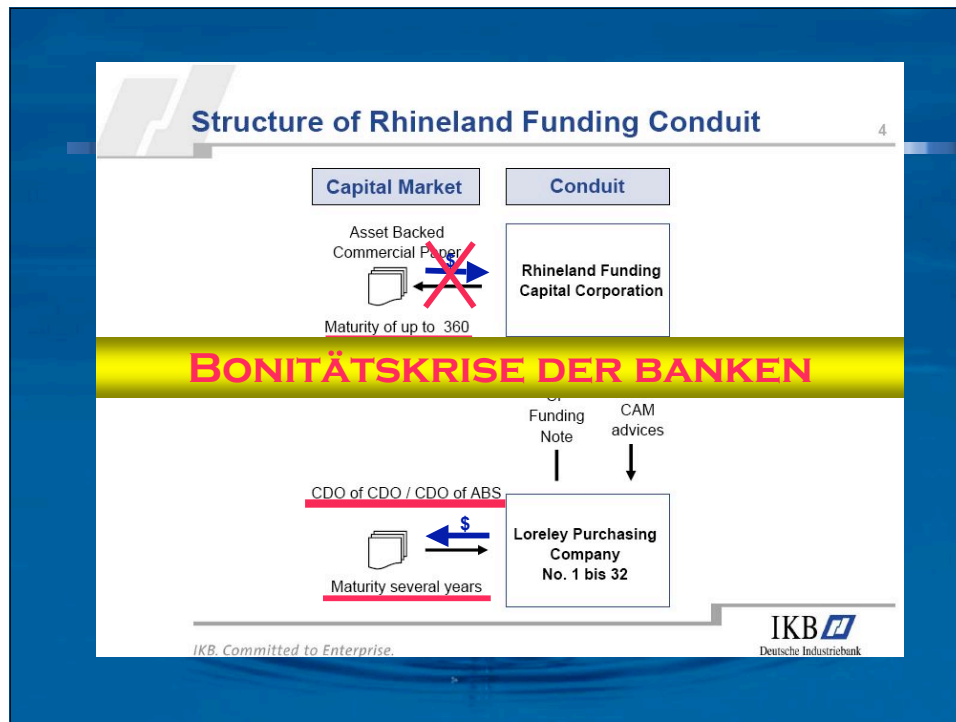 Structure of Rhineland Funding Conduit
4
Capital Market
Conduit
Asset Backed
Commercial Paper
$
Rhineland Funding
Capital Corporation
Maturity of up to 360
BONITÄTSKRISE DER BANKEN
Funding
Note
CAM
advices
CDO of CDO / CDO of ABS
$
Loreley Purchasing
Company
No. 1 bis 32
Maturity several years
IKB. Committed to Enterprise.
IKB
Deutsche Industriebank